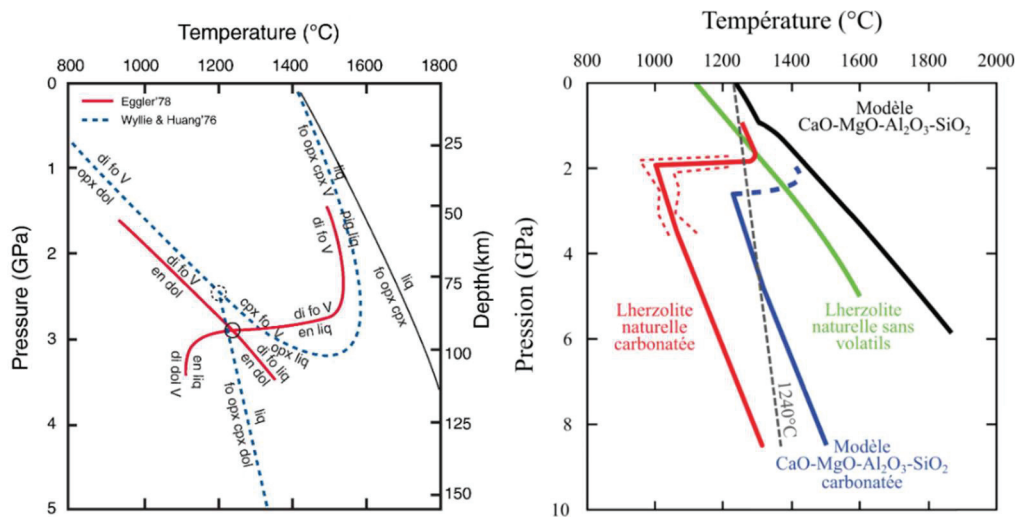 Temperature (°C)
800
1000
1200
1400
1600
1800
0
1
2
3
4
5
Pressure (GPa)
25
50
75
100
125
150
Depth(km)
Eggler'78
Wyllie & Huang'76
di fo V
opx dol
di fo V
en dol
cpx fo V
opx liq
di fo liq
en dol
di fo V
en liq
di fo V
en liq
di dol V
liq
fo opx cpx V
pig liq
liq
fo opx cpx
liq
fo opx cpx dol
Température (°C)
800
1000
1200
1400
1600
1800
2000
0
2
4
6
8
10
Pression (GPa)
Modèle
CaO-MgO-Al₂O₃-SiO₂
Lherzolite
naturelle
carbonatée
Lherzolite
naturelle sans
volatils
1240°C
Modèle
CaO-MgO-Al₂O₃-SiO₂
carbonatée